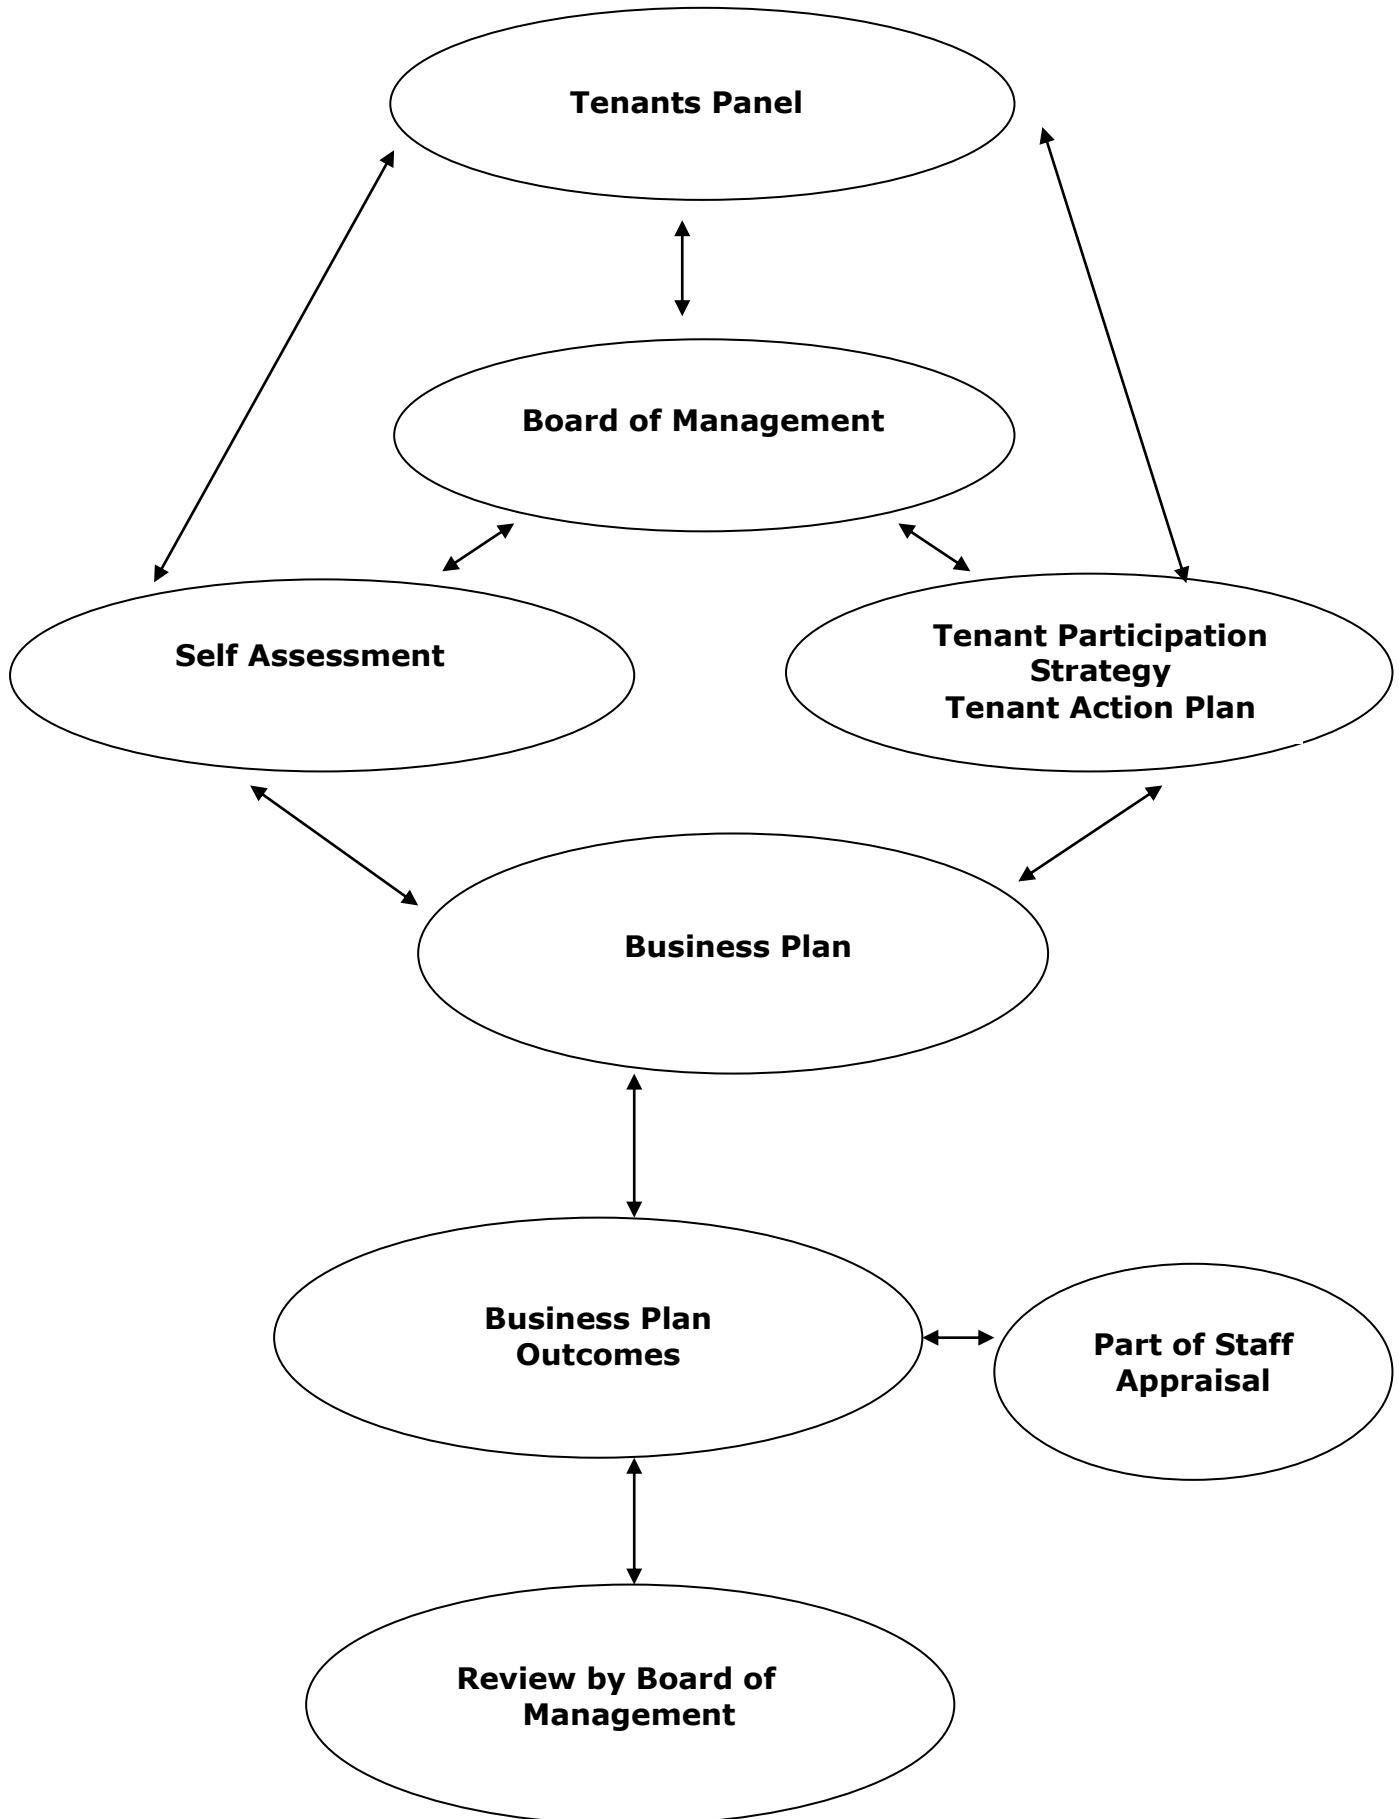 Tenants Panel
Board of Management
Self Assessment
Tenant Participation
Strategy
Tenant Action Plan
Business Plan
Business Plan
Outcomes
Part of Staff
Appraisal
Review by Board of
Management